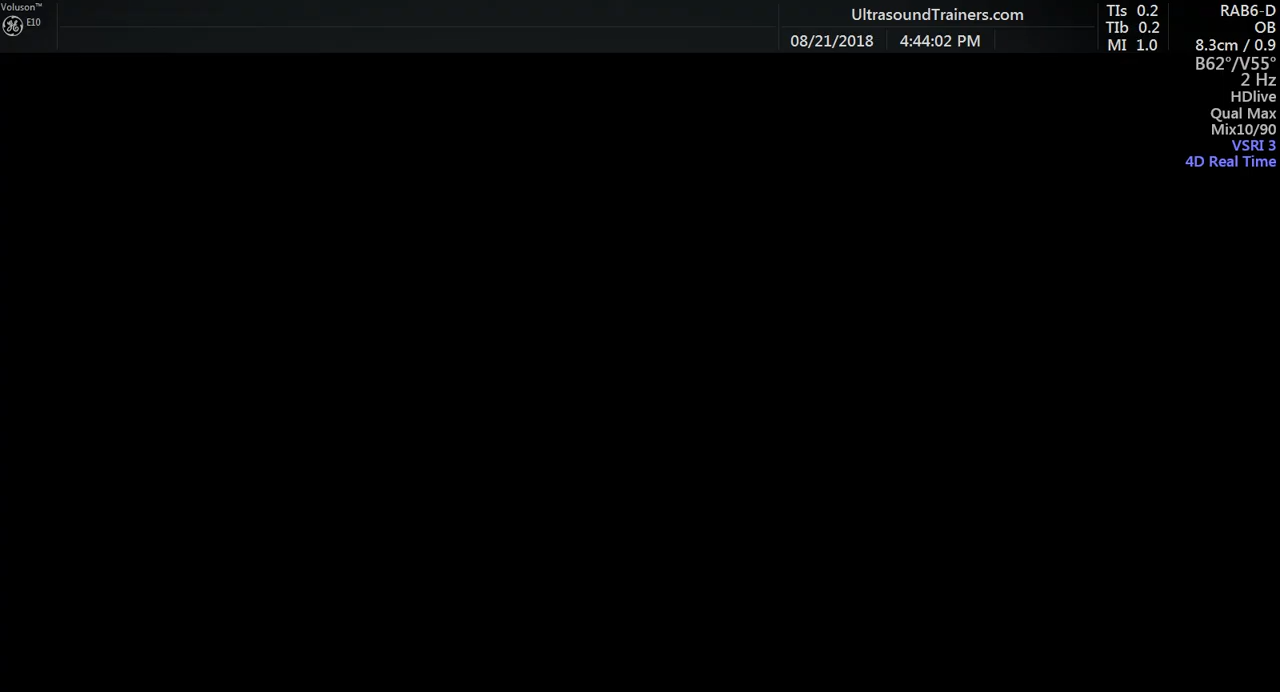 Voluson™
E10
UltrasoundTrainers.com
08/21/2018 4:44:02 PM
TIs 0.2
TIb 0.2
MI 1.0
RAB6-D
OB
8.3cm / 0.9
B62°/V55°
2 Hz
HDlive
Qual Max
Mix10/90
VSRI 3
4D Real Time